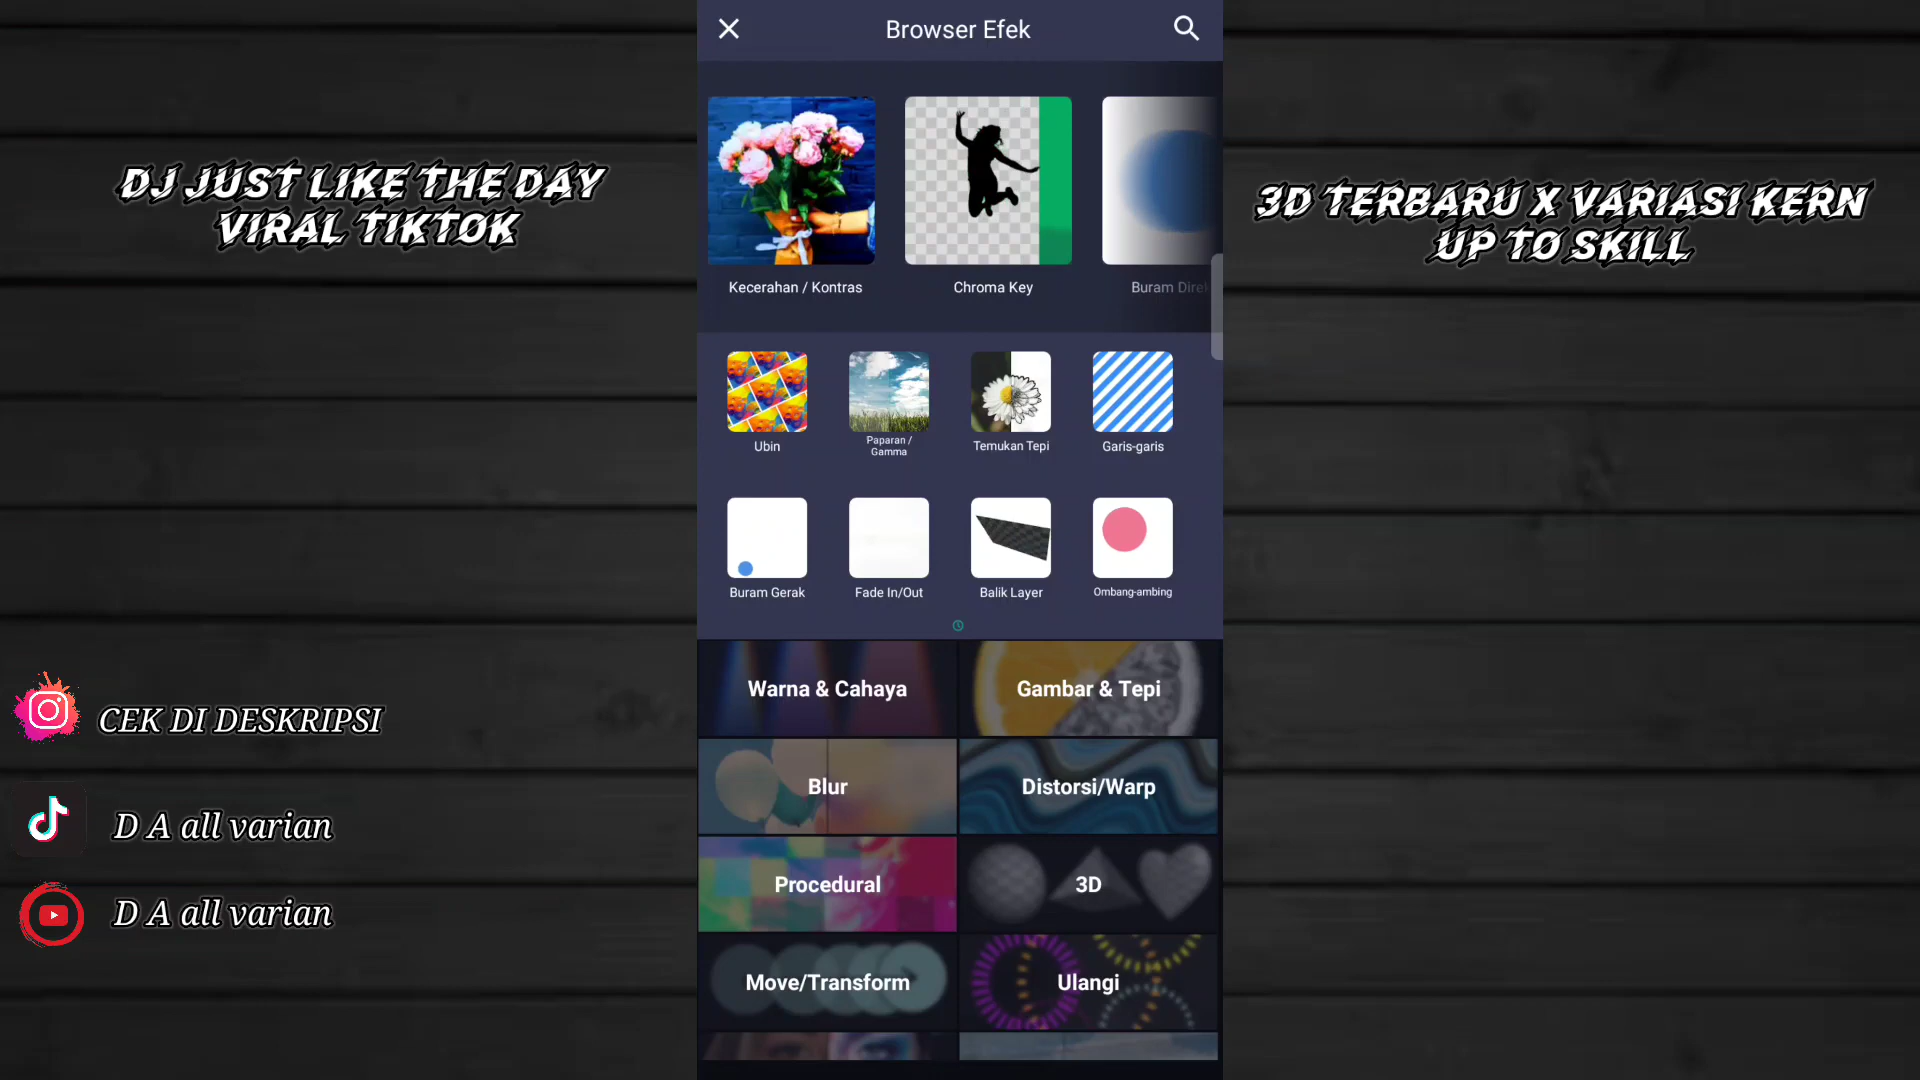 Browser Efek
DJ JUST LIKE THE DAY
VIRAL TIKTOK
3D TERBARU X VARIASI KERN
UP TO SKILL
Kecerahan / Kontras
Chroma Key
Buram Dire
Ubin
Paparan /
Gamma
Temukan Tepi
Garis-garis
Buram Gerak
Fade In/Out
Balik Layer
Ombang-ambing
Warna & Cahaya
Gambar & Tepi
Blur
Distorsi/Warp
Procedural
3D
Move/Transform
Ulangi
CEK DI DESKRIPSI
D A all varian
D A all varian